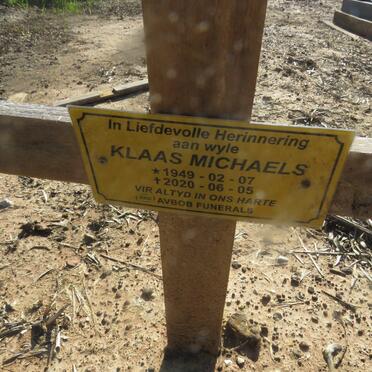 In Liefdevolle Herinnering
aan wyle
KLAAS MICHAELS
★1949 - 02 - 07
✝2020 - 06 - 05
VIR ALTYD IN ONS HARTE
AVBOB FUNERALS